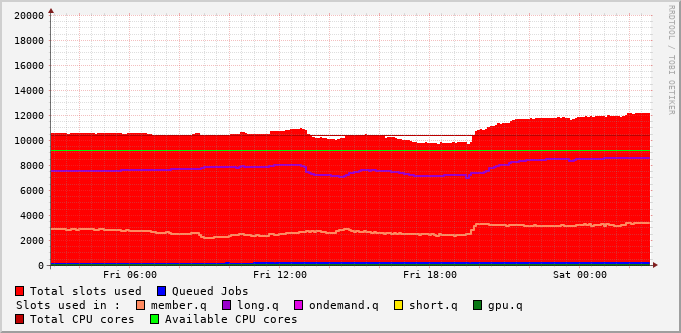 20000
18000
16000
14000
12000
10000
8000
6000
4000
2000
0
Fri 06:00 Fri 12:00 Fri 18:00 Sat 00:00
Total slots used Queued Jobs
Slots used in : member.q long.q ondemand.q short.q gpu.q
Total CPU cores Available CPU cores
RRDTOOL / TOBI OETIKER